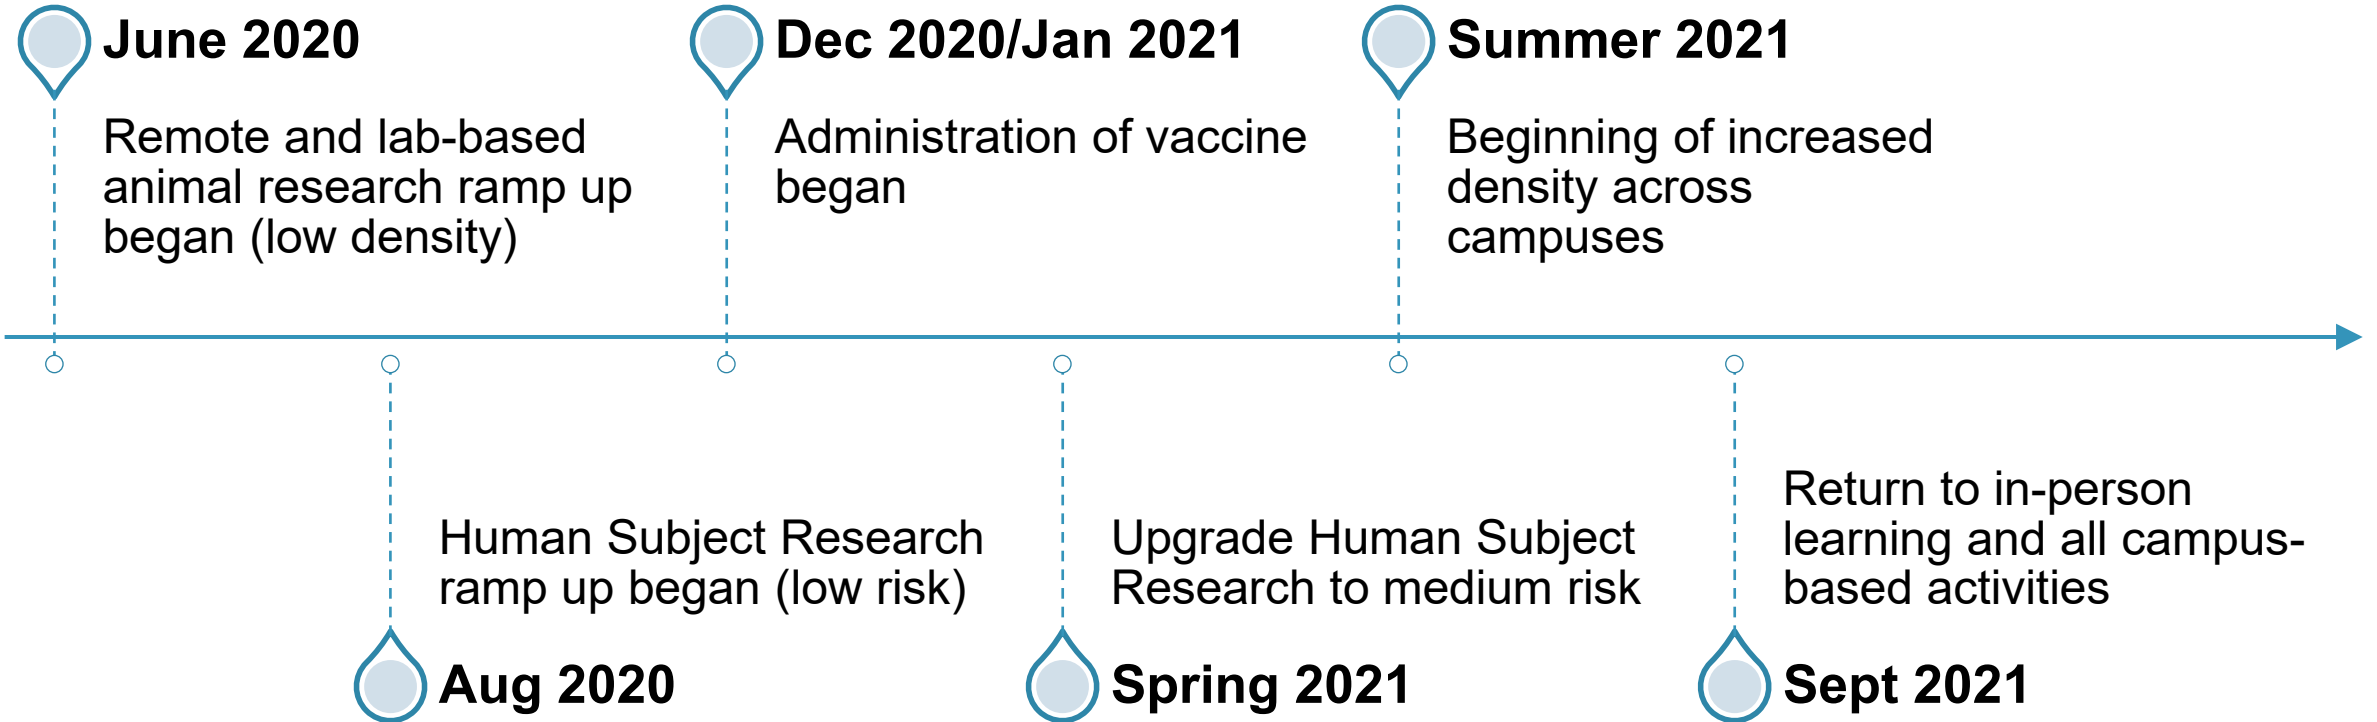 June 2020
Remote and lab-based
animal research ramp up
began (low density)
Aug 2020
Human Subject Research
ramp up began (low risk)
Dec 2020/Jan 2021
Administration of vaccine
began
Spring 2021
Upgrade Human Subject
Research to medium risk
Summer 2021
Beginning of increased
density across
campuses
Sept 2021
Return to in-person
learning and all campus-
based activities